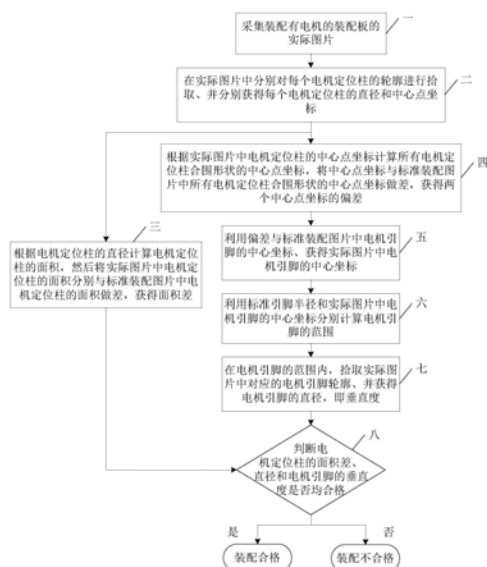 采集装配有电机的装配板的
实际图片
一
在实际图片中分别对每个电机定位柱的轮廓进行拾
取、并分别获得每个电机定位柱的直径和中心点坐
标
二
根据实际图片中电机定位柱的中心点坐标计算所有电机定
位柱合围形状的中心点坐标，将中心点坐标与标准装配图片
中所有电机定位柱合围形状的中心点坐标做差，获得两
个中心点坐标的偏差
四
三
根据电机定位柱的直径计算电机定位
柱的面积，然后将实际图片中电机定
位柱的面积分别与标准装配图片中电
机定位柱的面积做差，获得面积差
利用偏差与标准装配图片中电机引脚
的中心坐标、获得实际图片中
电机引脚的中心坐标
五
利用标准引脚半径和实际图片中电
机引脚的中心坐标分别计算电机引
脚的范围
六
在电机引脚的范围内，拾取实际图
片中对应的电机引脚轮廓、并获得
电机引脚的直径，即垂直度
七
八
判断电
机定位柱的面积差、
直径和电机引脚的垂直
度是否均合格
是
否
装配合格
装配不合格